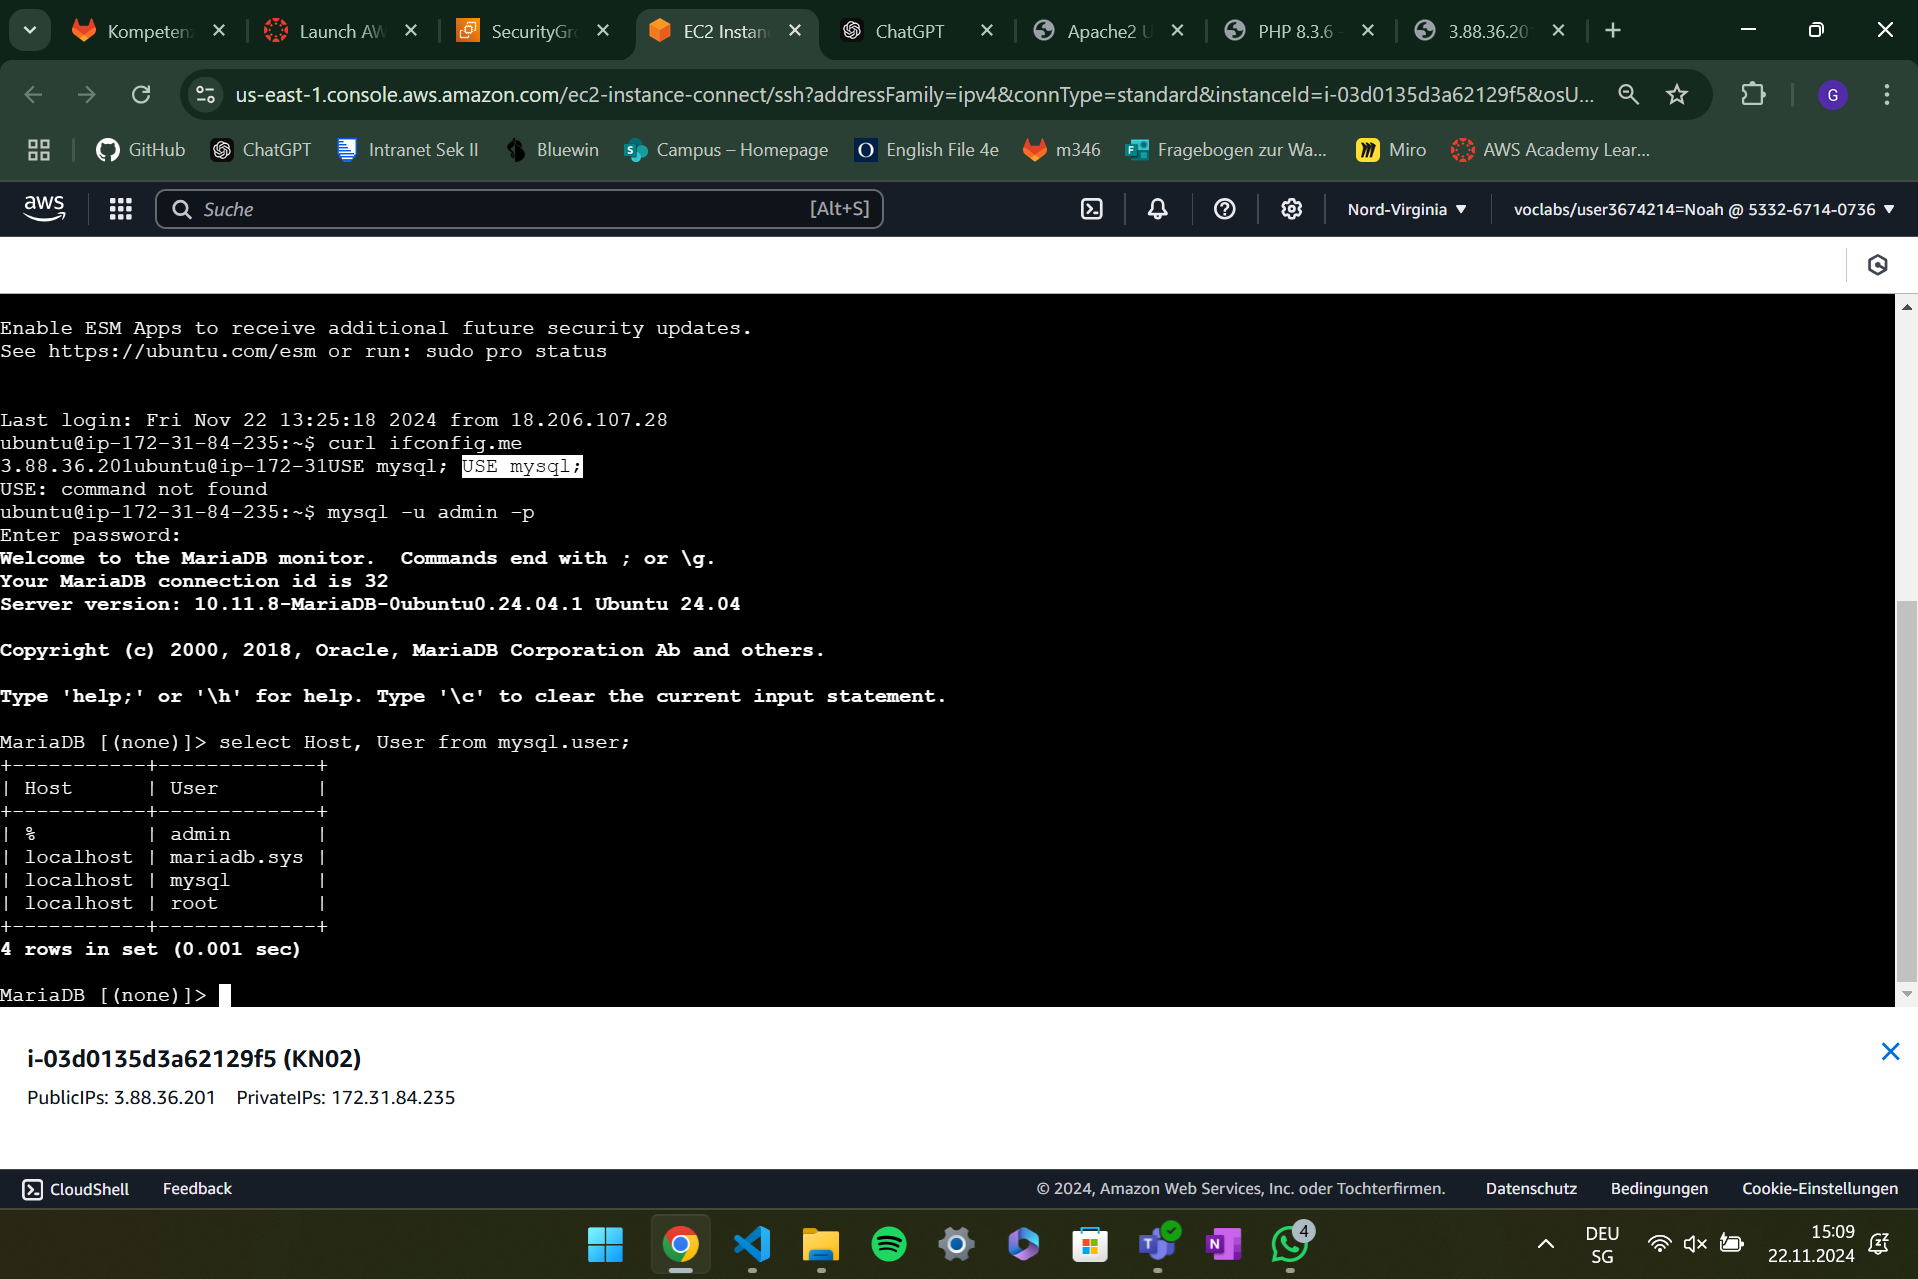 Kompeten
Launch AW
SecurityGr
EC2 Instan
ChatGPT
Apache2 U
PHP 8.3.6 -
3.88.36.20
us-east-1.console.aws.amazon.com/ec2-instance-connect/ssh?addressFamily=ipv4&connType=standard&instanceId=i-03d0135d3a62129f5&osU...
G
GitHub
ChatGPT
Intranet Sek II
Bluewin
Campus – Homepage
English File 4e
m346
Fragebogen zur Wa...
Miro
AWS Academy Lear...
aws
Suche
[Alt+S]
Nord-Virginia
voclabs/user3674214=Noah @ 5332-6714-0736
Enable ESM Apps to receive additional future security updates.
See https://ubuntu.com/esm or run: sudo pro status
Last login: Fri Nov 22 13:25:18 2024 from 18.206.107.28
ubuntu@ip-172-31-84-235:~$ curl ifconfig.me
3.88.36.201ubuntu@ip-172-31USE mysql; USE mysql;
USE: command not found
ubuntu@ip-172-31-84-235:~$ mysql -u admin -p
Enter password:
Welcome to the MariaDB monitor.  Commands end with ; or \g.
Your MariaDB connection id is 32
Server version: 10.11.8-MariaDB-0ubuntu0.24.04.1 Ubuntu 24.04
Copyright (c) 2000, 2018, Oracle, MariaDB Corporation Ab and others.
Type 'help;' or '\h' for help. Type '\c' to clear the current input statement.
MariaDB [(none)]> select Host, User from mysql.user;
+-----------+-------------+
| Host      | User        |
+-----------+-------------+
| %         | admin       |
| localhost | mariadb.sys |
| localhost | mysql       |
| localhost | root        |
+-----------+-------------+
4 rows in set (0.001 sec)
MariaDB [(none)]>
i-03d0135d3a62129f5 (KN02)
PublicIPs: 3.88.36.201 PrivateIPs: 172.31.84.235
CloudShell
Feedback
© 2024, Amazon Web Services, Inc. oder Tochterfirmen.
Datenschutz
Bedingungen
Cookie-Einstellungen
4
DEU
SG
15:09
22.11.2024